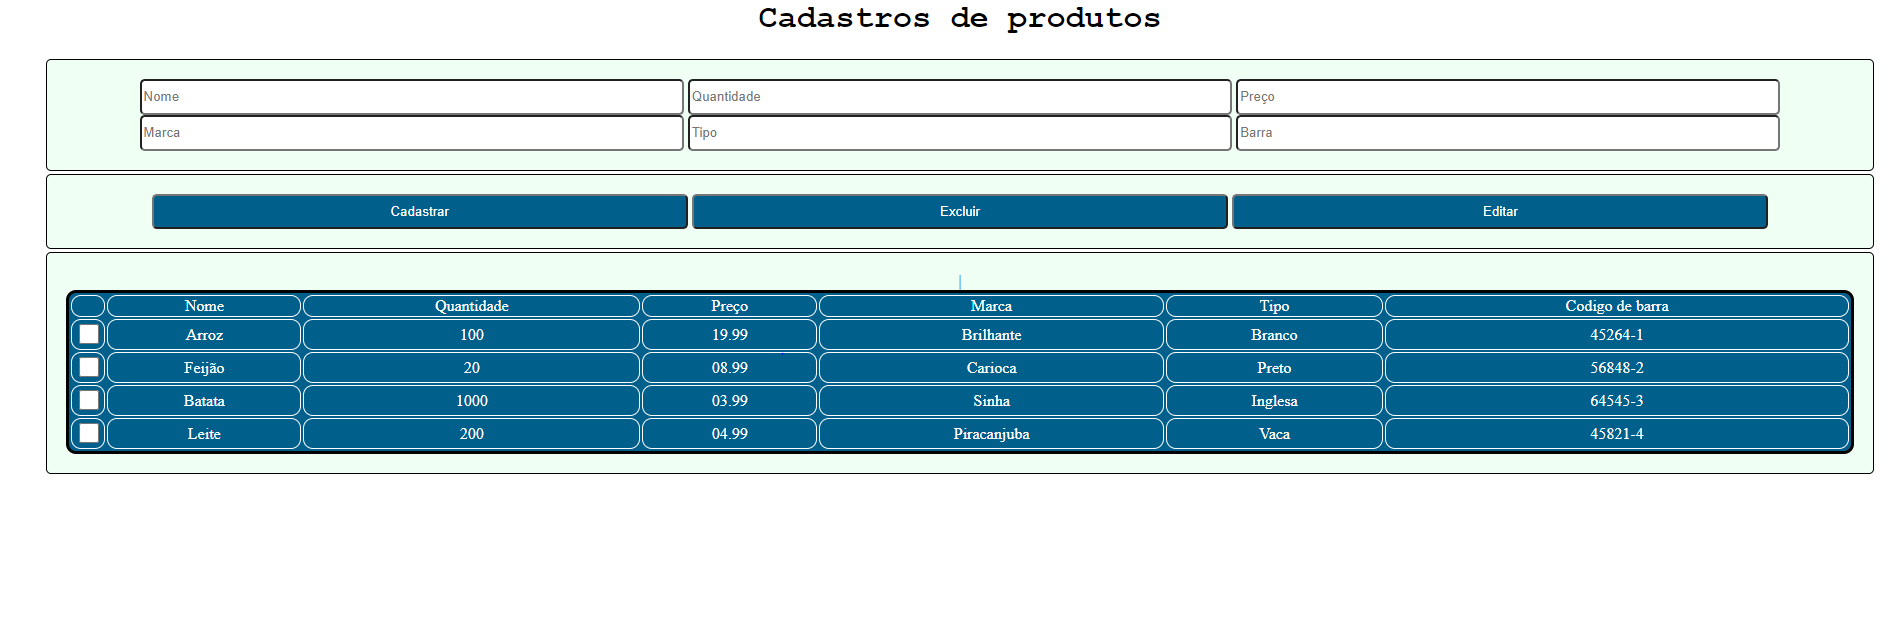 Cadastros de produtos
Nome Quantidade Preço
Marca Tipo Barra
Cadastrar Excluir Editar
Nome Quantidade Preço Marca Tipo Codigo de barra
Arroz 100 19.99 Brilhante Branco 45264-1
Feijão 20 08.99 Carioca Preto 56848-2
Batata 1000 03.99 Sinha Inglesa 64545-3
Leite 200 04.99 Piracanjuba Vaca 45821-4